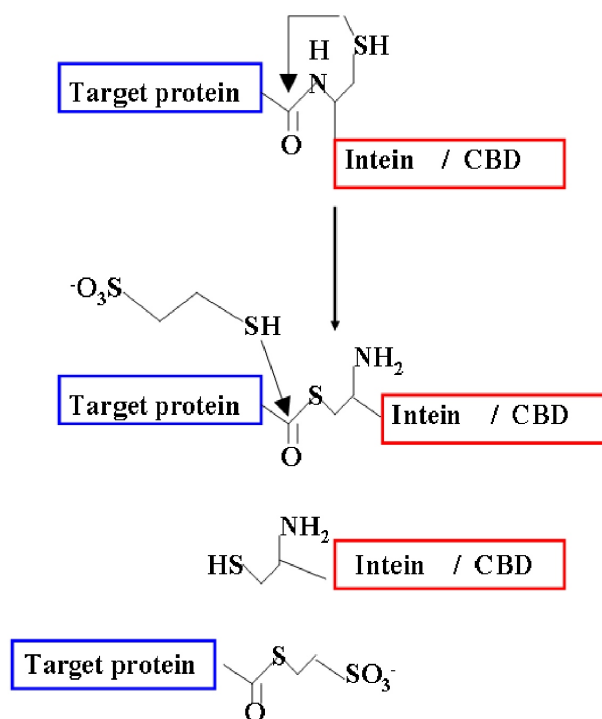 H
SH
Target protein
N
O
Intein / CBD
-O3S
SH
NH2
Target protein
S
Intein / CBD
O
NH2
HS
Intein / CBD
Target protein
S
SO3-
O